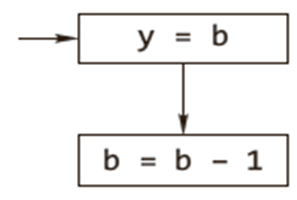 y = b
b = b - 1